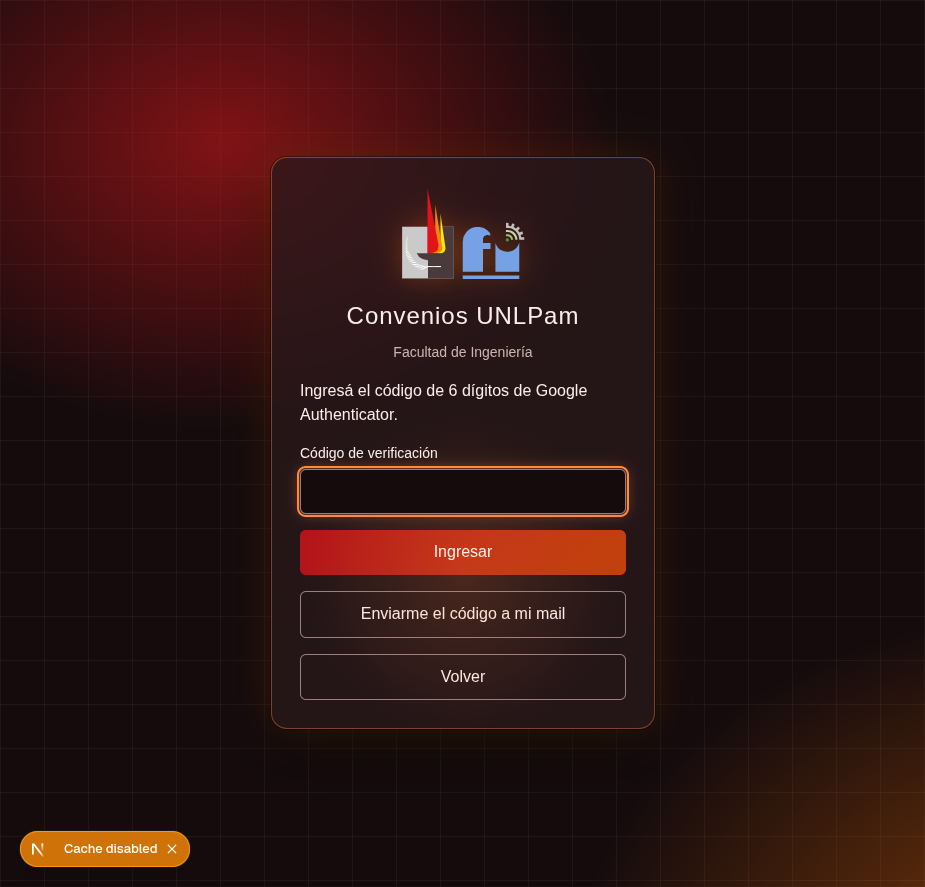 fi
Convenios UNLPam
Facultad de Ingeniería
Ingresá el código de 6 dígitos de Google
Authenticator.
Código de verificación
Ingresar
Enviarme el código a mi mail
Volver
N Cache disabled